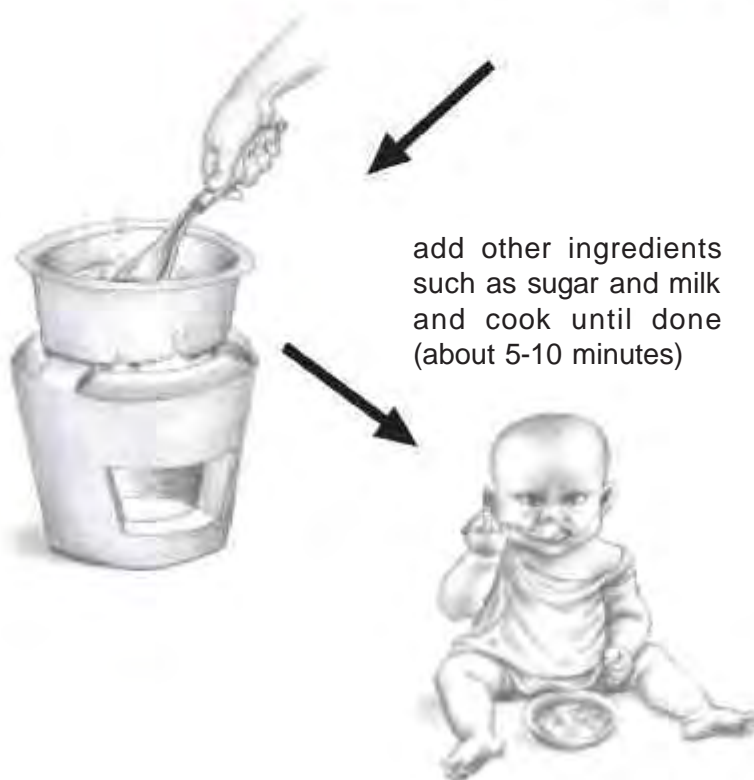 add other ingredients
such as sugar and milk
and cook until done
(about 5-10 minutes)